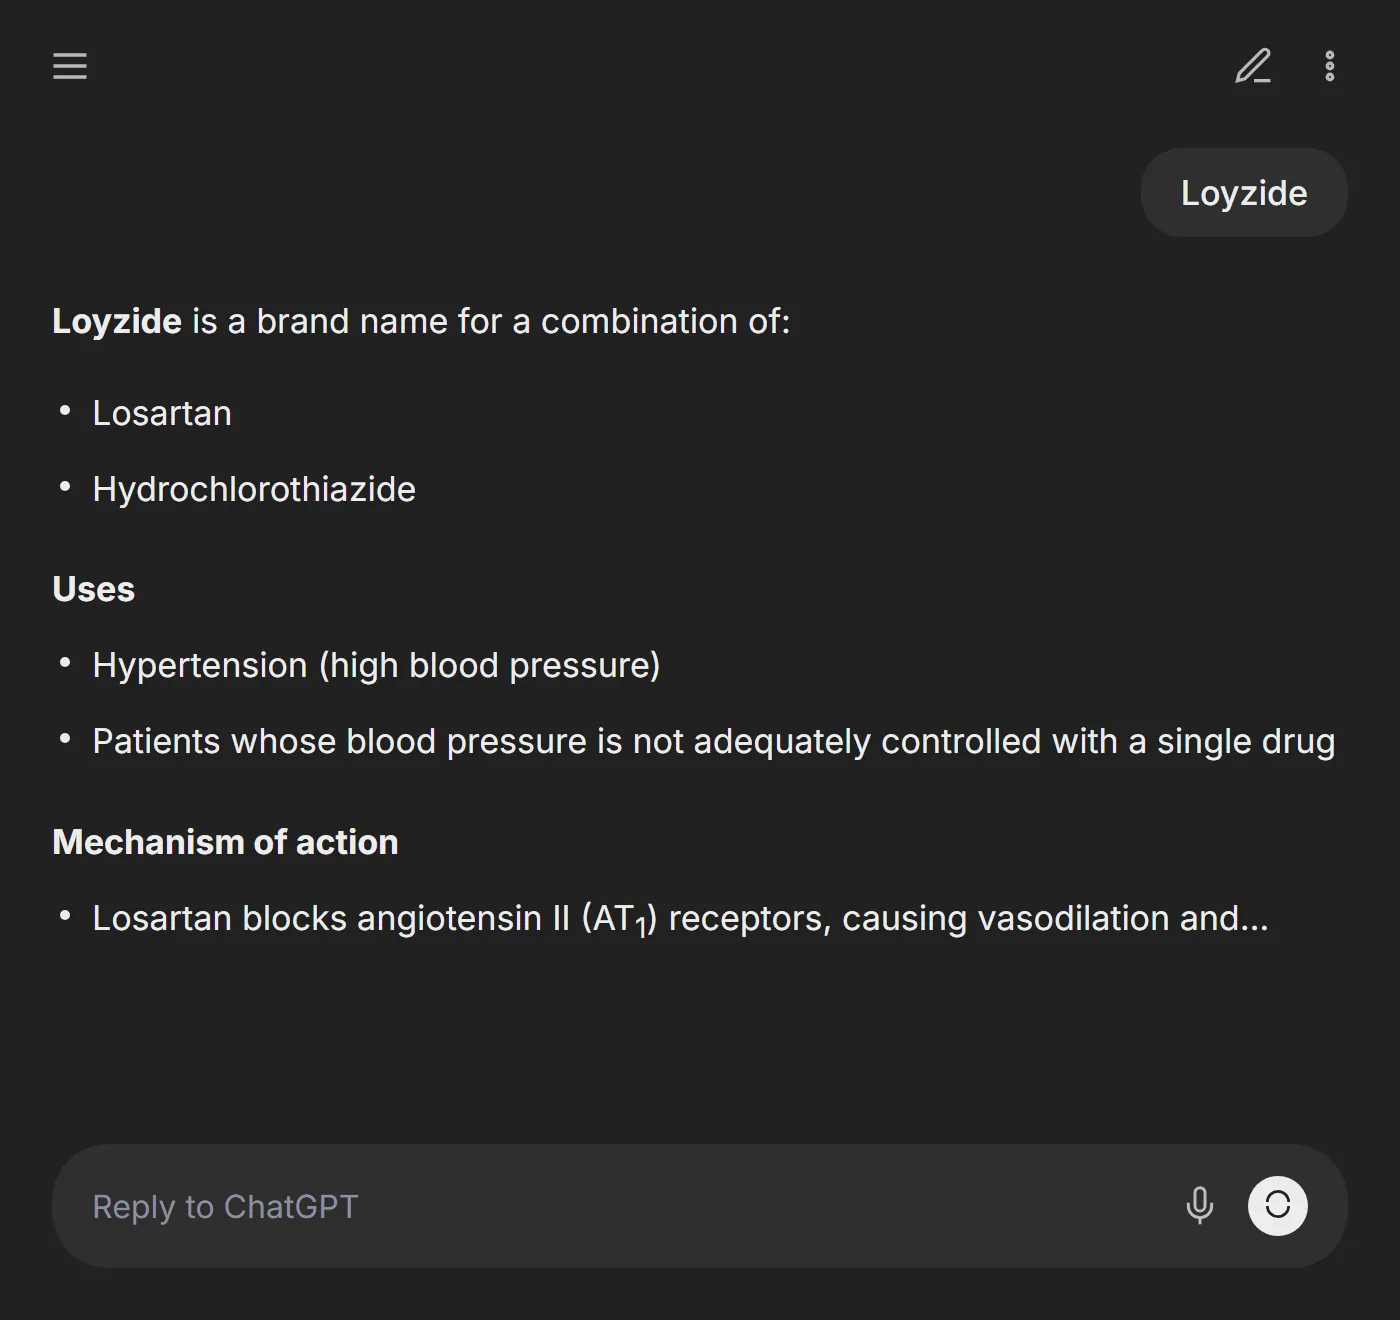 Loyzide
Loyzide is a brand name for a combination of:
• Losartan
• Hydrochlorothiazide
Uses
• Hypertension (high blood pressure)
• Patients whose blood pressure is not adequately controlled with a single drug
Mechanism of action
• Losartan blocks angiotensin II (AT₁) receptors, causing vasodilation and...
Reply to ChatGPT